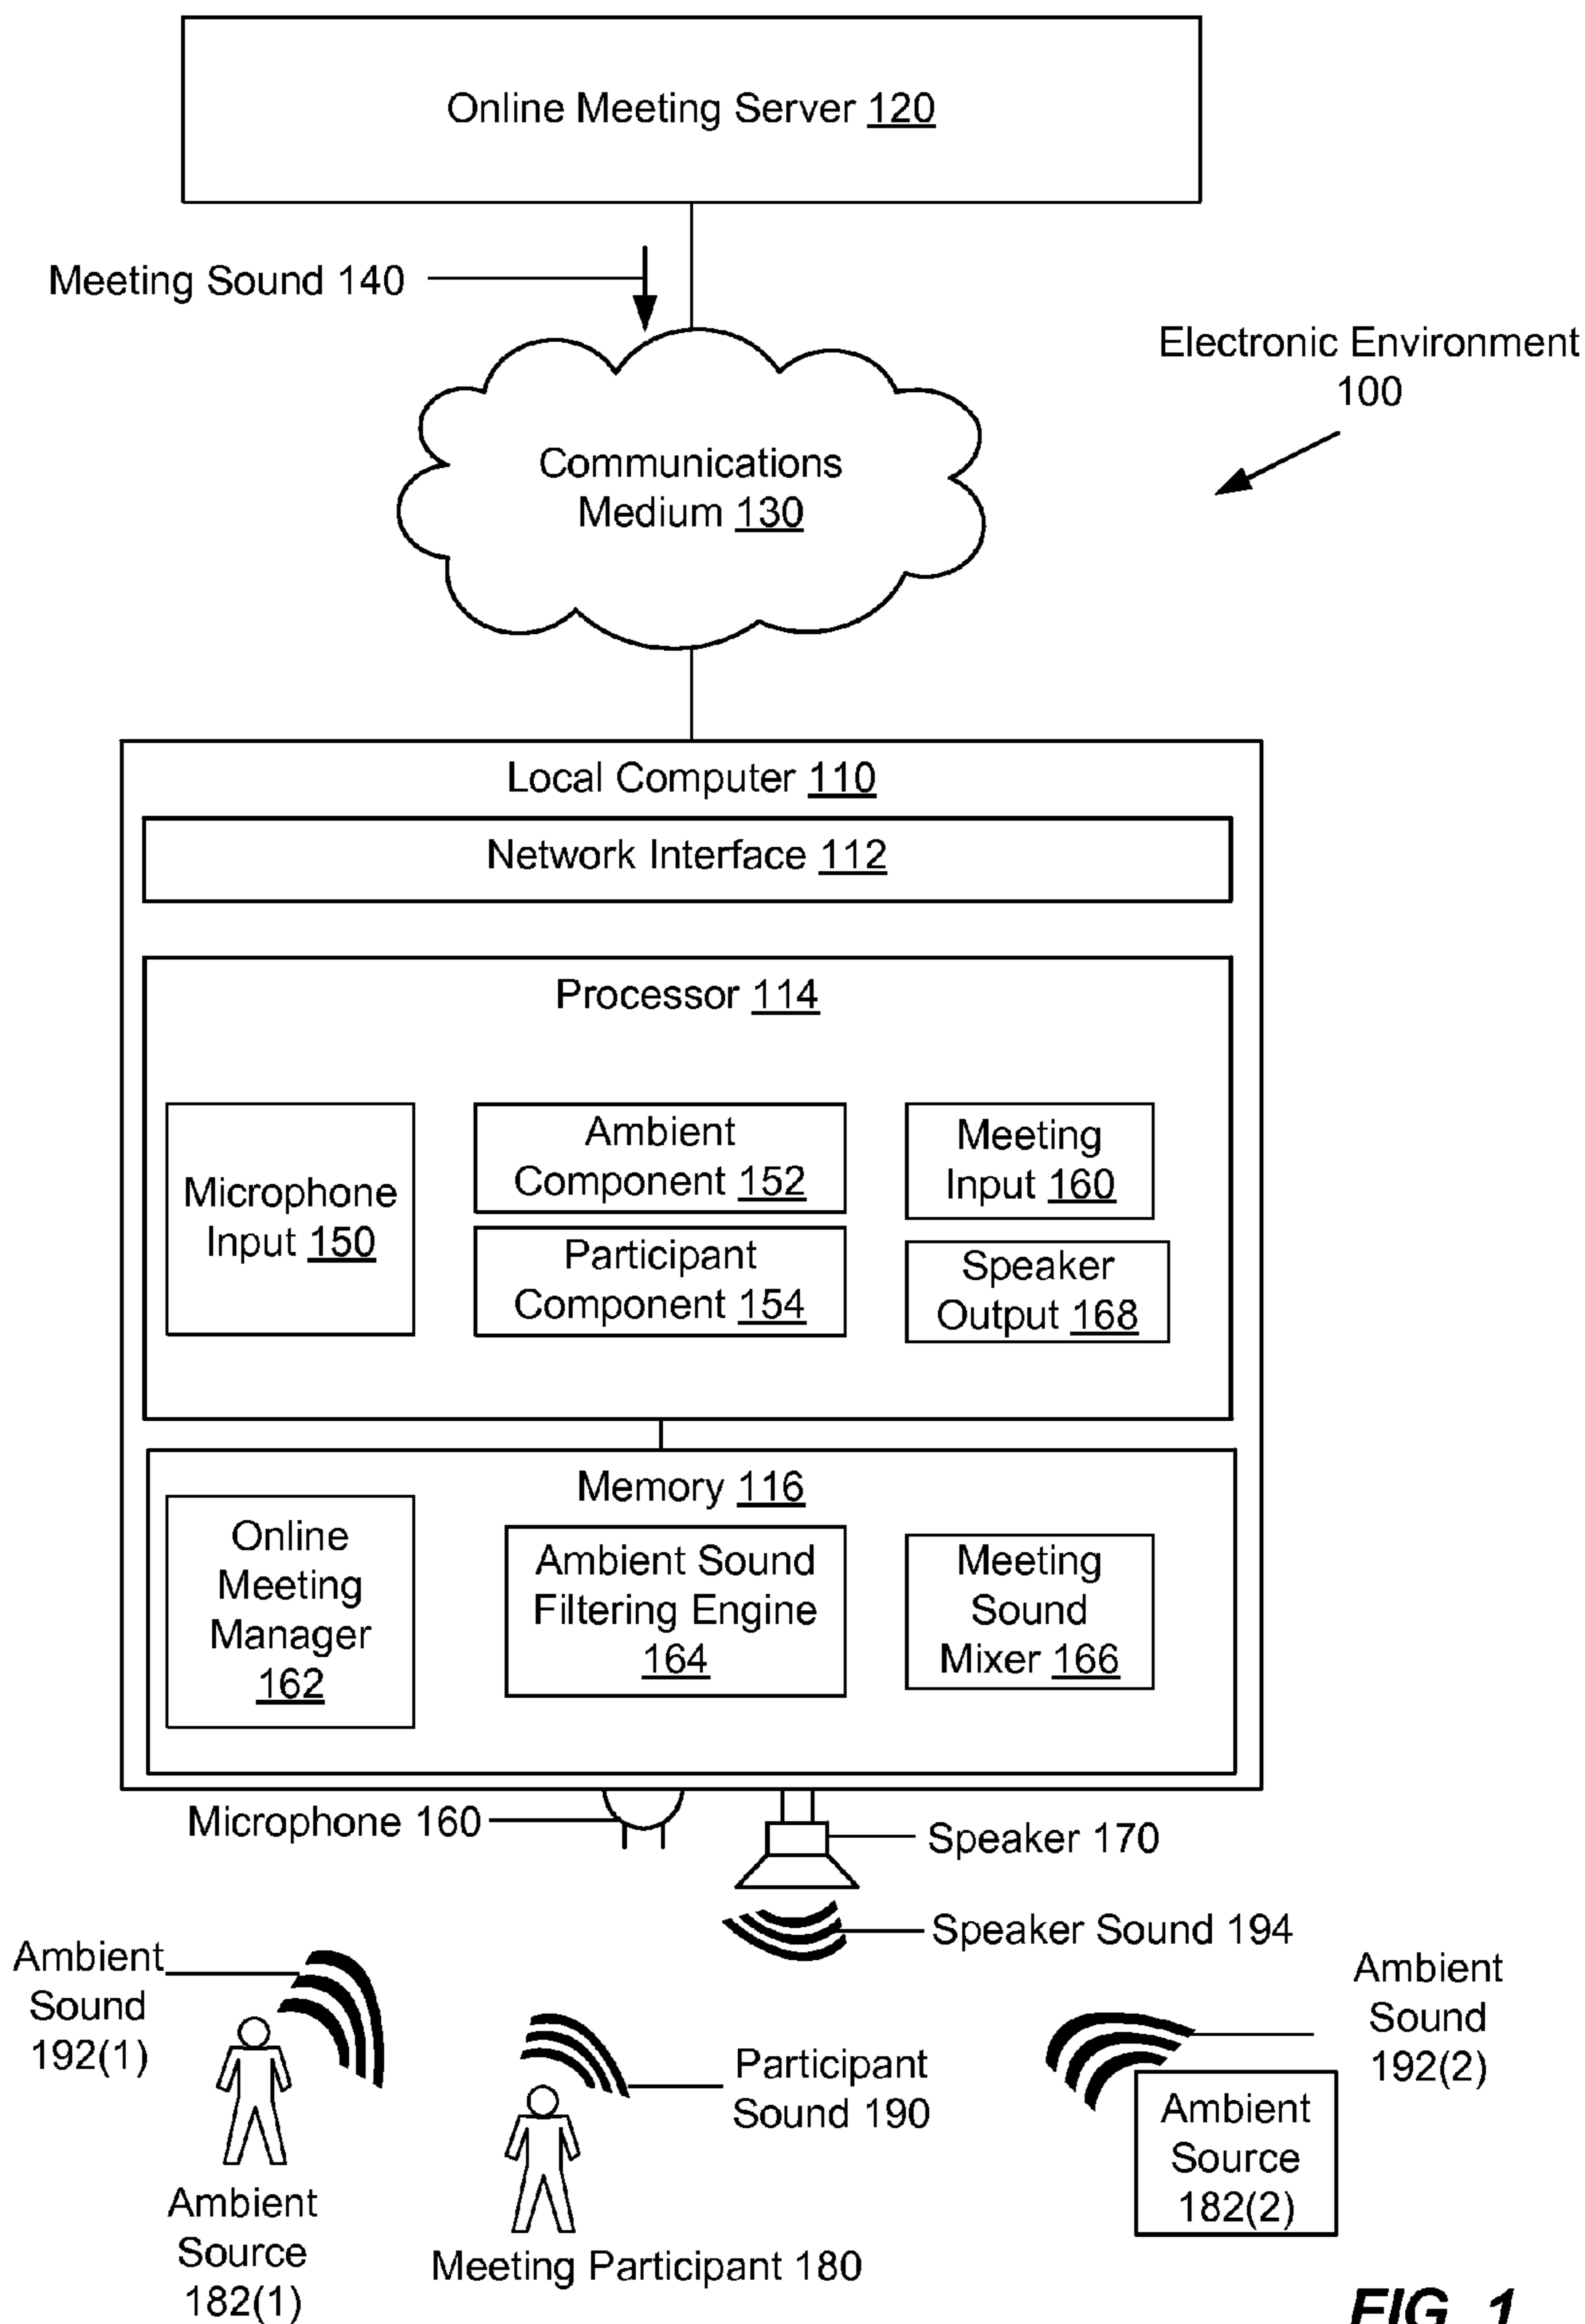 Online Meeting Server 120
Meeting Sound 140
Electronic Environment
100
Communications
Medium 130
Local Computer 110
Network Interface 112
Processor 114
Microphone
Input 150
Ambient
Component 152
Participant
Component 154
Meeting
Input 160
Speaker
Output 168
Memory 116
Online
Meeting
Manager
162
Ambient Sound
Filtering Engine
164
Meeting
Sound
Mixer 166
Microphone 160
Speaker 170
Speaker Sound 194
Ambient
Sound
192(1)
Ambient
Sound
192(2)
Participant
Sound 190
Ambient
Source
182(2)
Ambient
Source
182(1)
Meeting Participant 180
FIG. 1